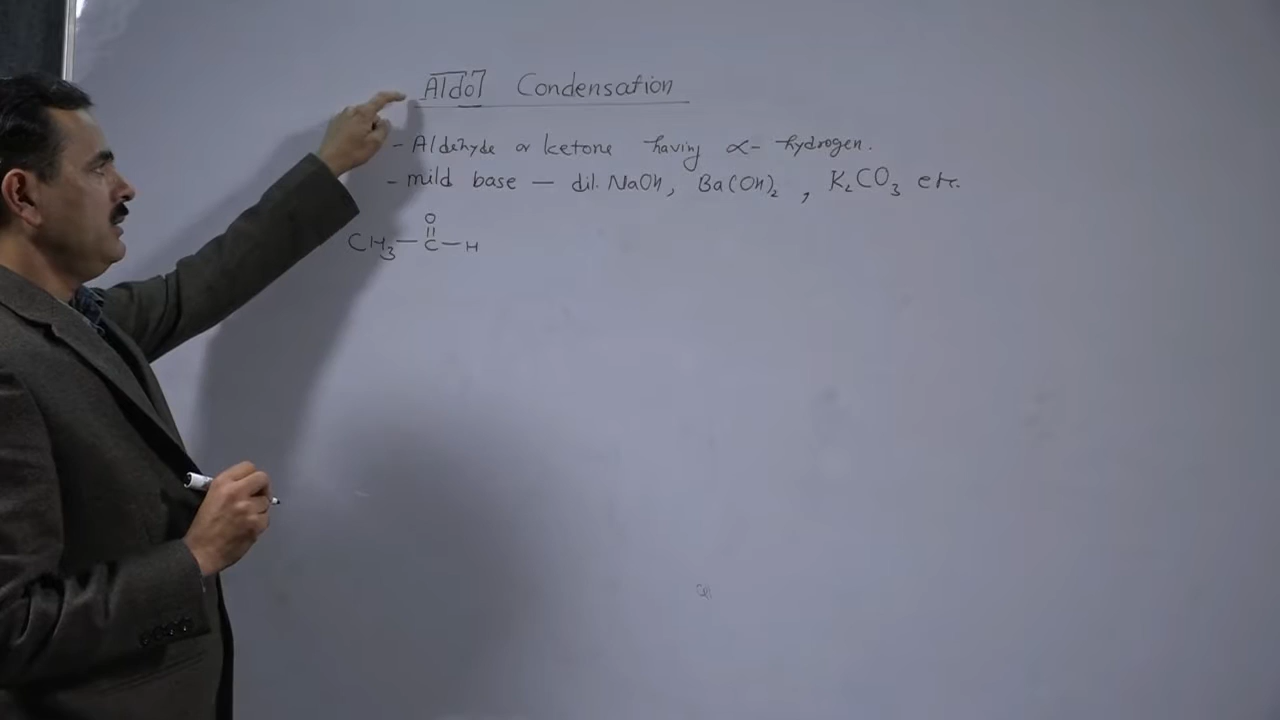 Aldol Condensation
- Aldehyde or ketone having α- hydrogen.
- mild base — dil. NaOH, Ba(OH)₂, K₂CO₃ etc.
O
CH₃—C—H